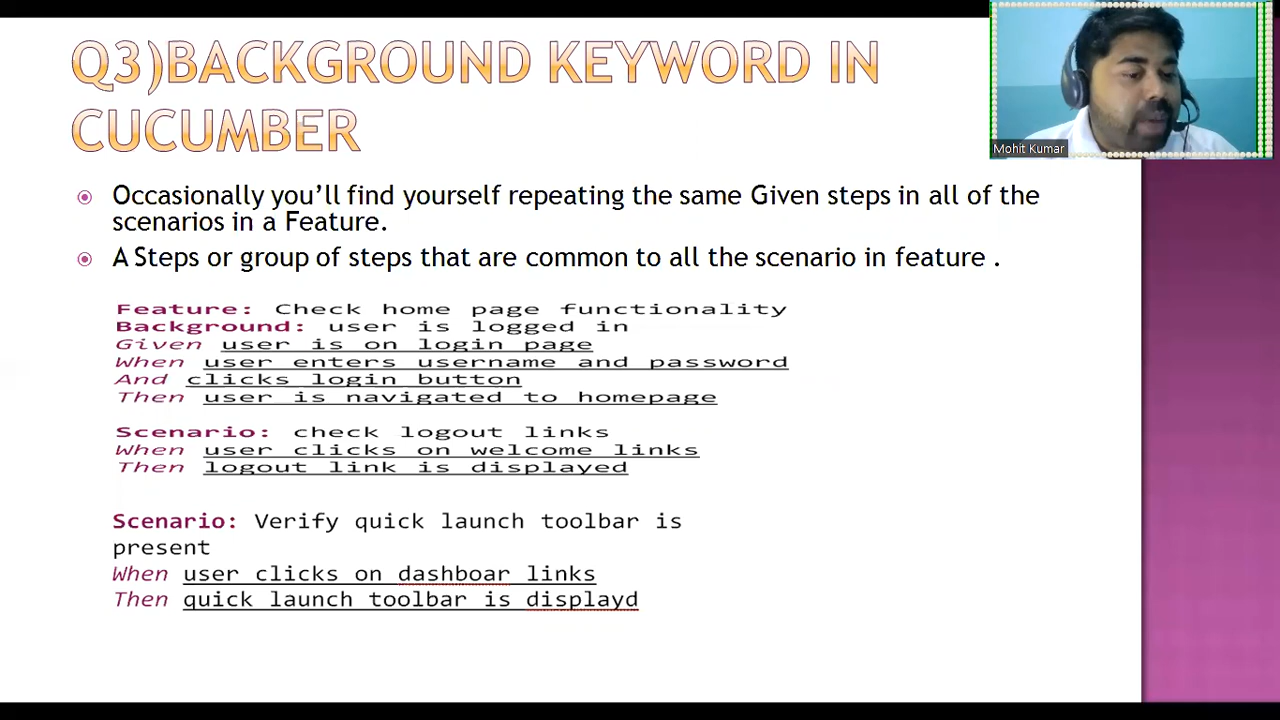 Q3)BACKGROUND KEYWORD IN
CUCUMBER
Mohit Kumar
Occasionally you'll find yourself repeating the same Given steps in all of the
scenarios in a Feature.
A Steps or group of steps that are common to all the scenario in feature .
Feature: Check home page functionality
Background: user is logged in
Given user is on login page
When user enters username and password
And clicks login button
Then user is navigated to homepage
Scenario: check logout links
When user clicks on welcome links
Then logout link is displayed
Scenario: Verify quick launch toolbar is
present
When user clicks on dashboar links
Then quick launch toolbar is displayd